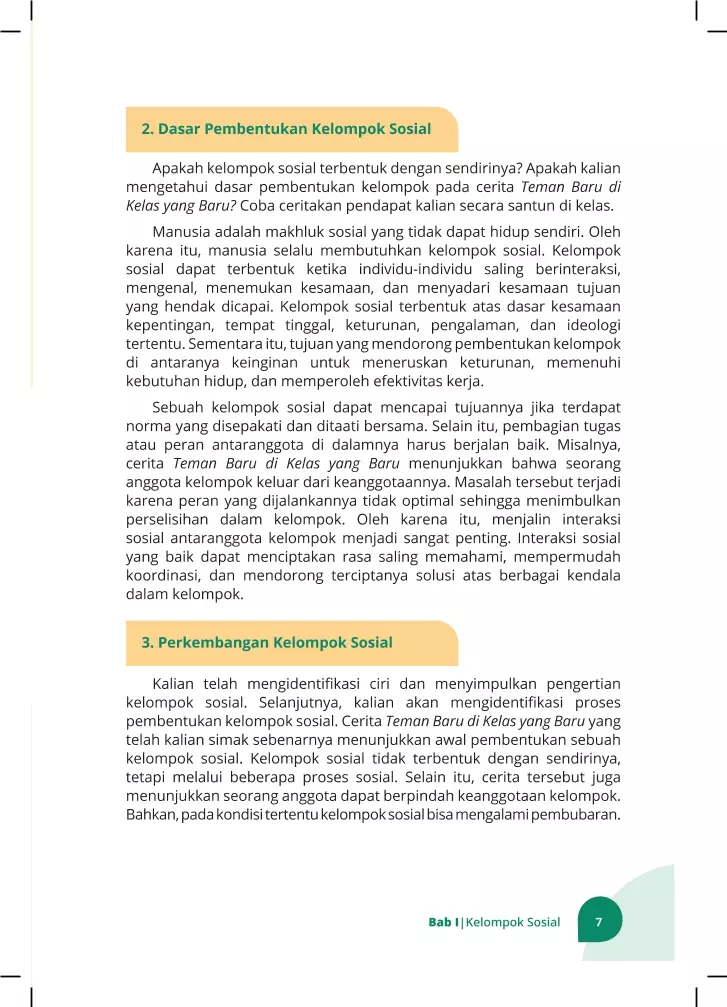 2. Dasar Pembentukan Kelompok Sosial
Apakah kelompok sosial terbentuk dengan sendirinya? Apakah kalian
mengetahui dasar pembentukan kelompok pada cerita Teman Baru di
Kelas yang Baru? Coba ceritakan pendapat kalian secara santun di kelas.
Manusia adalah makhluk sosial yang tidak dapat hidup sendiri. Oleh
karena itu, manusia selalu membutuhkan kelompok sosial. Kelompok
sosial dapat terbentuk ketika individu-individu saling berinteraksi,
mengenal, menemukan kesamaan, dan menyadari kesamaan tujuan
yang hendak dicapai. Kelompok sosial terbentuk atas dasar kesamaan
kepentingan, tempat tinggal, keturunan, pengalaman, dan ideologi
tertentu. Sementara itu, tujuan yang mendorong pembentukan kelompok
di antaranya keinginan untuk meneruskan keturunan, memenuhi
kebutuhan hidup, dan memperoleh efektivitas kerja.
Sebuah kelompok sosial dapat mencapai tujuannya jika terdapat
norma yang disepakati dan ditaati bersama. Selain itu, pembagian tugas
atau peran antaranggota di dalamnya harus berjalan baik. Misalnya,
cerita Teman Baru di Kelas yang Baru menunjukkan bahwa seorang
anggota kelompok keluar dari keanggotaannya. Masalah tersebut terjadi
karena peran yang dijalankannya tidak optimal sehingga menimbulkan
perselisihan dalam kelompok. Oleh karena itu, menjalin interaksi
sosial antaranggota kelompok menjadi sangat penting. Interaksi sosial
yang baik dapat menciptakan rasa saling memahami, mempermudah
koordinasi, dan mendorong terciptanya solusi atas berbagai kendala
dalam kelompok.
3. Perkembangan Kelompok Sosial
Kalian telah mengidentifikasi ciri dan menyimpulkan pengertian
kelompok sosial. Selanjutnya, kalian akan mengidentifikasi proses
pembentukan kelompok sosial. Cerita Teman Baru di Kelas yang Baru yang
telah kalian simak sebenarnya menunjukkan awal pembentukan sebuah
kelompok sosial. Kelompok sosial tidak terbentuk dengan sendirinya,
tetapi melalui beberapa proses sosial. Selain itu, cerita tersebut juga
menunjukkan seorang anggota dapat berpindah keanggotaan kelompok.
Bahkan, pada kondisi tertentu kelompok sosial bisa mengalami pembubaran.
Bab I|Kelompok Sosial 7